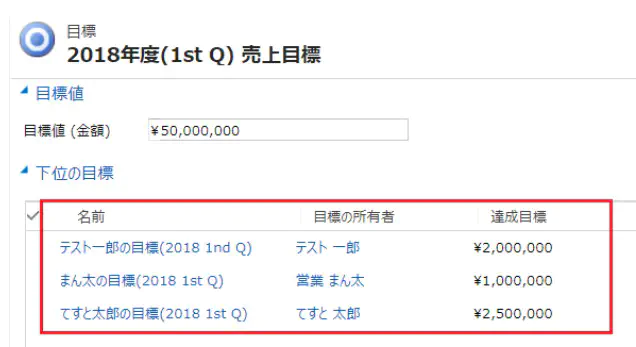 目標
2018年度(1st Q) 売上目標
目標値
目標値 (金額) ¥50,000,000
下位の目標
名前 目標の所有者 達成目標
テスト一郎の目標(2018 1nd Q) テスト 一郎 ¥2,000,000
まん太の目標(2018 1st Q) 営業 まん太 ¥1,000,000
てすと太郎の目標(2018 1st Q) てすと 太郎 ¥2,500,000